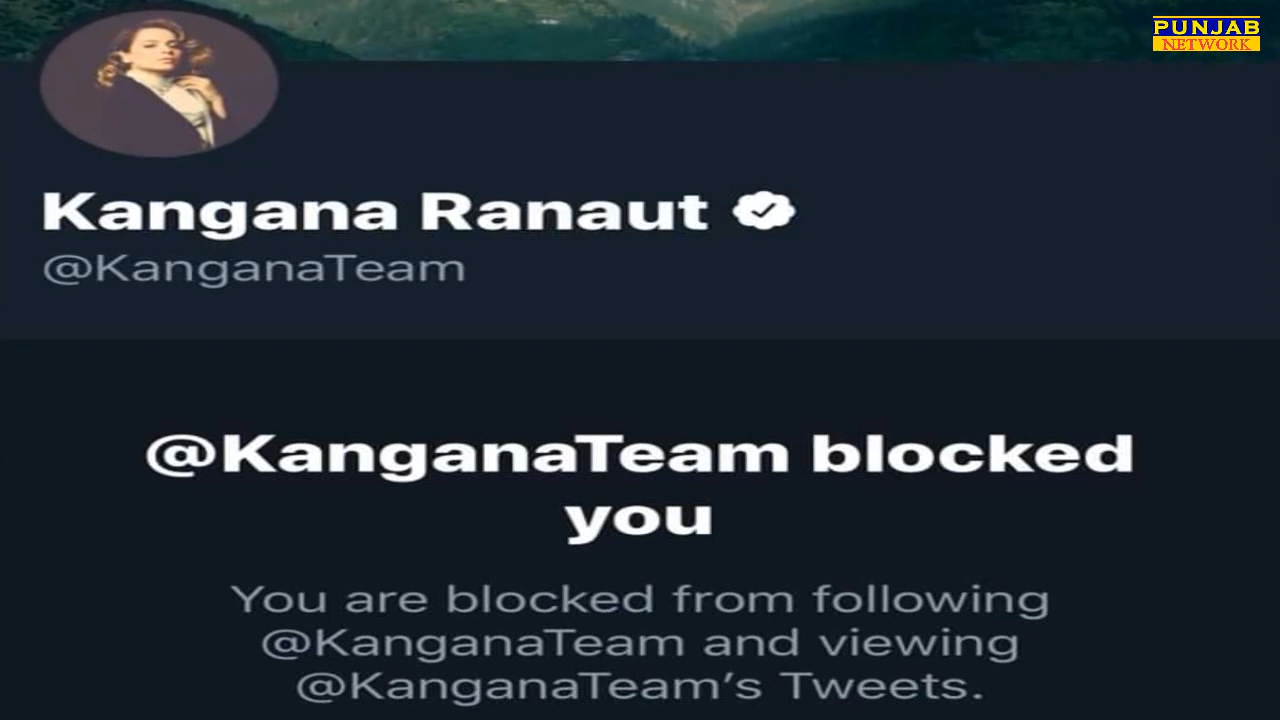 PUNJAB
NETWORK
Kangana Ranaut
@KanganaTeam
@KanganaTeam blocked
you
You are blocked from following
@KanganaTeam and viewing
@KanganaTeam's Tweets.